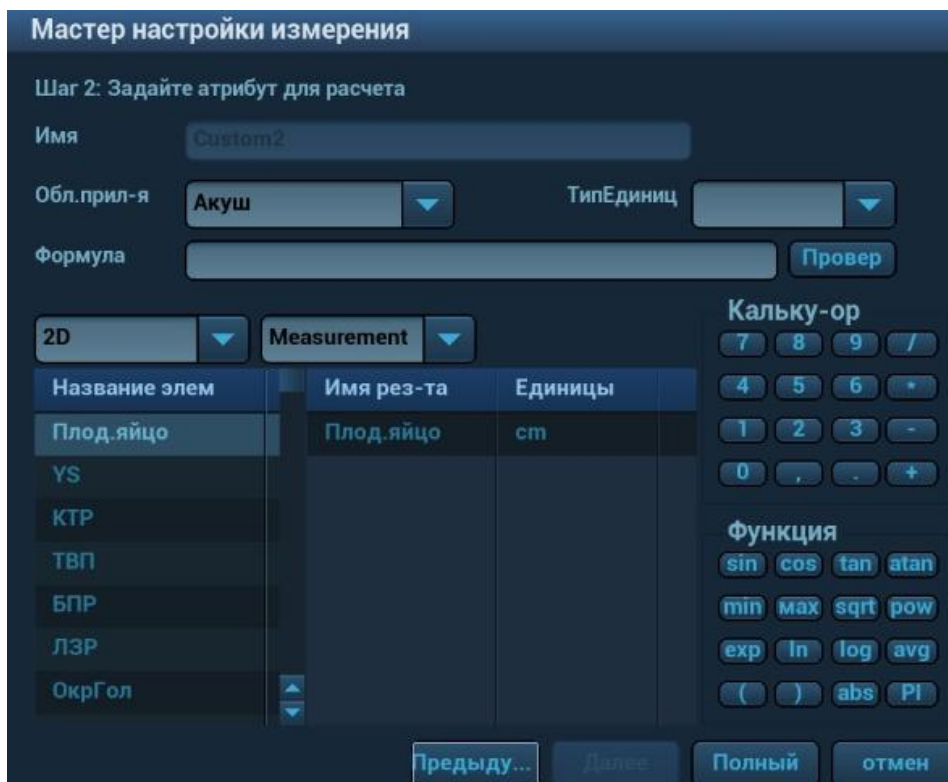 Мастер настройки измерения
Шаг 2: Задайте атрибут для расчета
Имя Custom2
Обл.прил-я Акуш ТипЕдиниц
Формула Провер
2D Measurement
Название элем Имя рез-та Единицы
Плод.яйцо Плод.яйцо cm
YS
КТР
ТВП
БПР
ЛЗР
ОкрГол
Кальку-ор
7 8 9 /
4 5 6 *
1 2 3 -
0 , . +
Функция
sin cos tan atan
min мах sqrt pow
exp ln log avg
( ) abs PI
Предыду... Далее Полный отмен